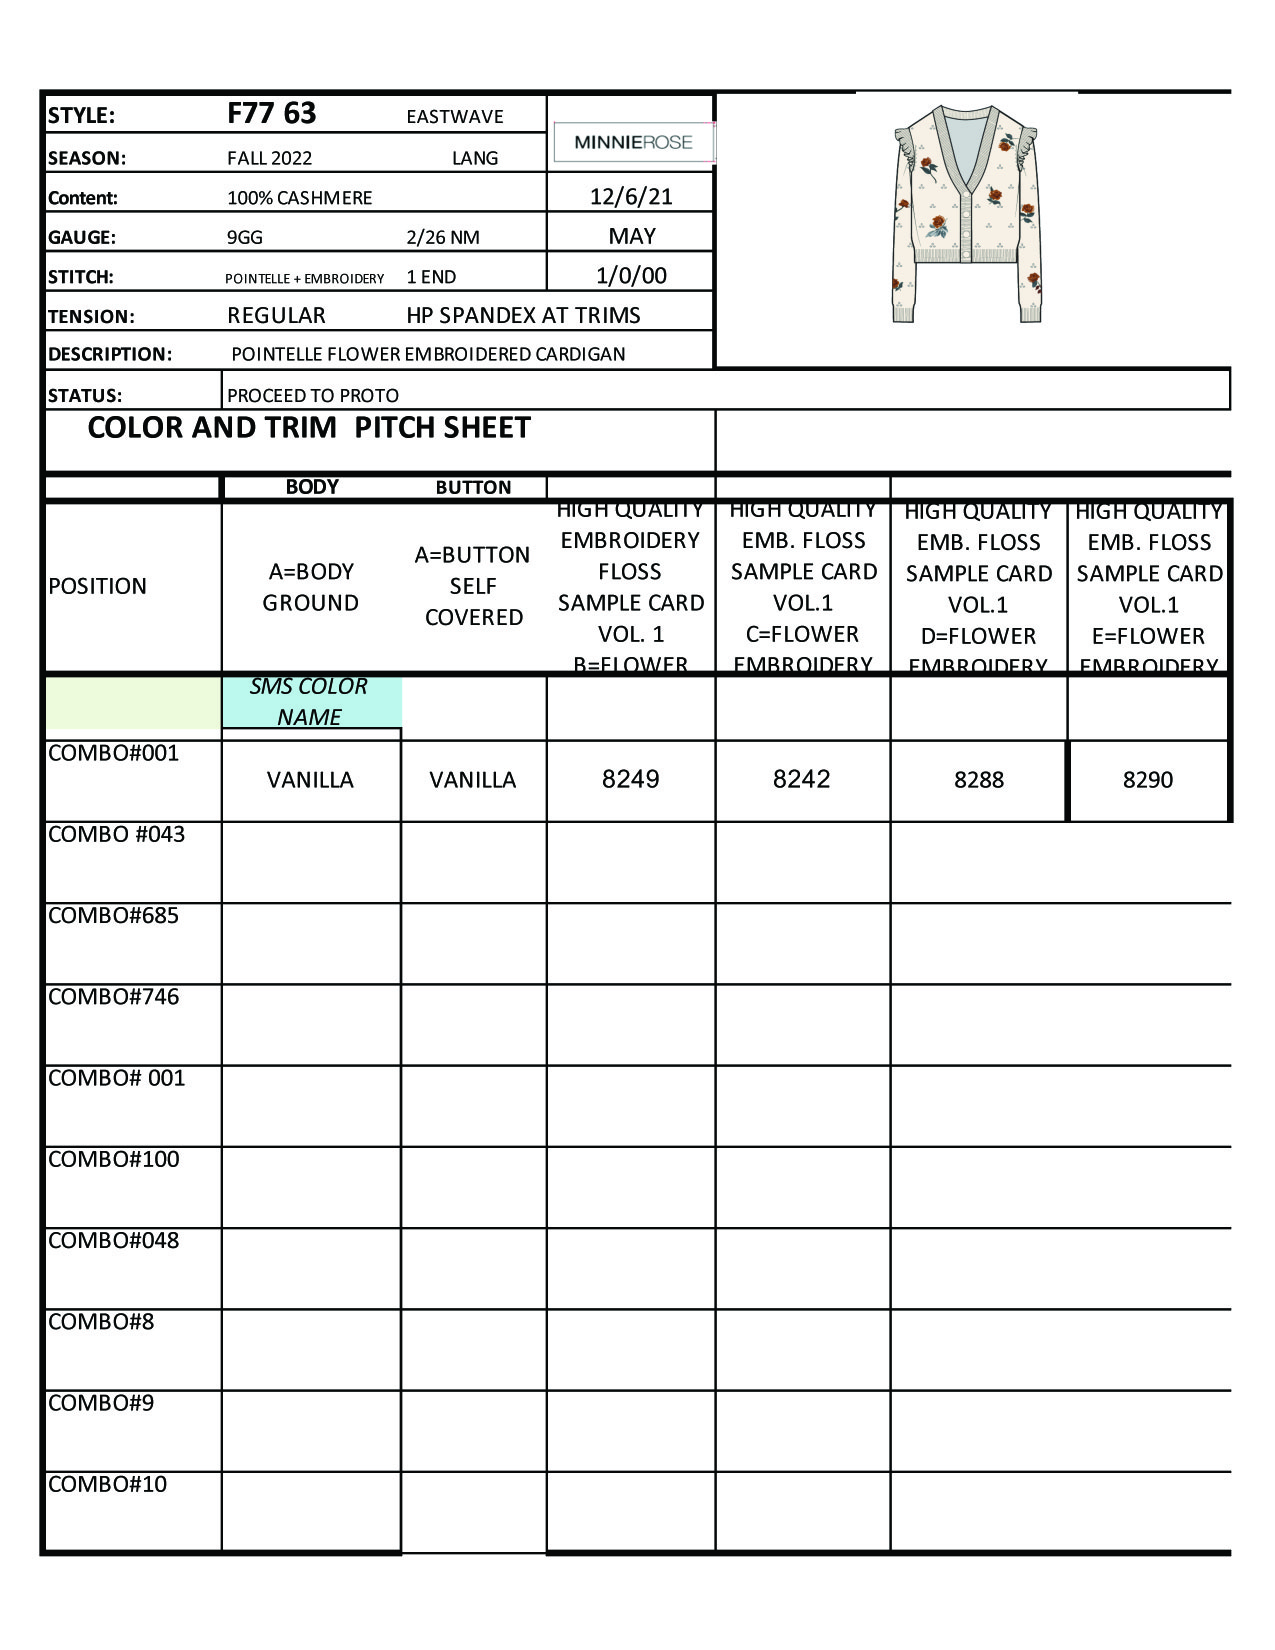 STYLE: F77 63 EASTWAVE
MINNIEROSE
SEASON: FALL 2022 LANG
Content: 100% CASHMERE 12/6/21
GAUGE: 9GG 2/26 NM MAY
STITCH: POINTELLE + EMBROIDERY 1 END 1/0/00
TENSION: REGULAR HP SPANDEX AT TRIMS
DESCRIPTION: POINTELLE FLOWER EMBROIDERED CARDIGAN
STATUS: PROCEED TO PROTO
COLOR AND TRIM PITCH SHEET
BODY BUTTON
POSITION
A=BODY
GROUND
A=BUTTON
SELF
COVERED
HIGH QUALITY
EMBROIDERY
FLOSS
SAMPLE CARD
VOL. 1
B=FLOWER
HIGH QUALITY
EMB. FLOSS
SAMPLE CARD
VOL.1
C=FLOWER
EMBROIDERY
HIGH QUALITY
EMB. FLOSS
SAMPLE CARD
VOL.1
D=FLOWER
EMBROIDERY
HIGH QUALITY
EMB. FLOSS
SAMPLE CARD
VOL.1
E=FLOWER
EMBROIDERY
SMS COLOR
NAME
COMBO#001
VANILLA VANILLA 8249 8242 8288 8290
COMBO #043
COMBO#685
COMBO#746
COMBO# 001
COMBO#100
COMBO#048
COMBO#8
COMBO#9
COMBO#10